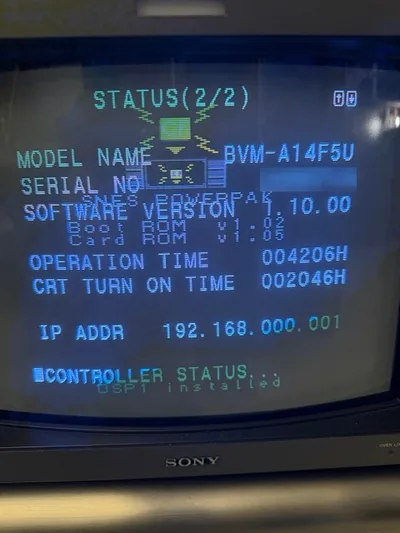 STATUS(2/2)
MODEL NAME BVM-A14F5U
SERIAL NO
SNES POWERPAK
SOFTWARE VERSION 1.10.00
Boot ROM v1.02
Card ROM v1.05
OPERATION TIME 004206H
CRT TURN ON TIME 002046H
IP ADDR 192.168.000.001
CONTROLLER STATUS...
DSP1 installed
SONY